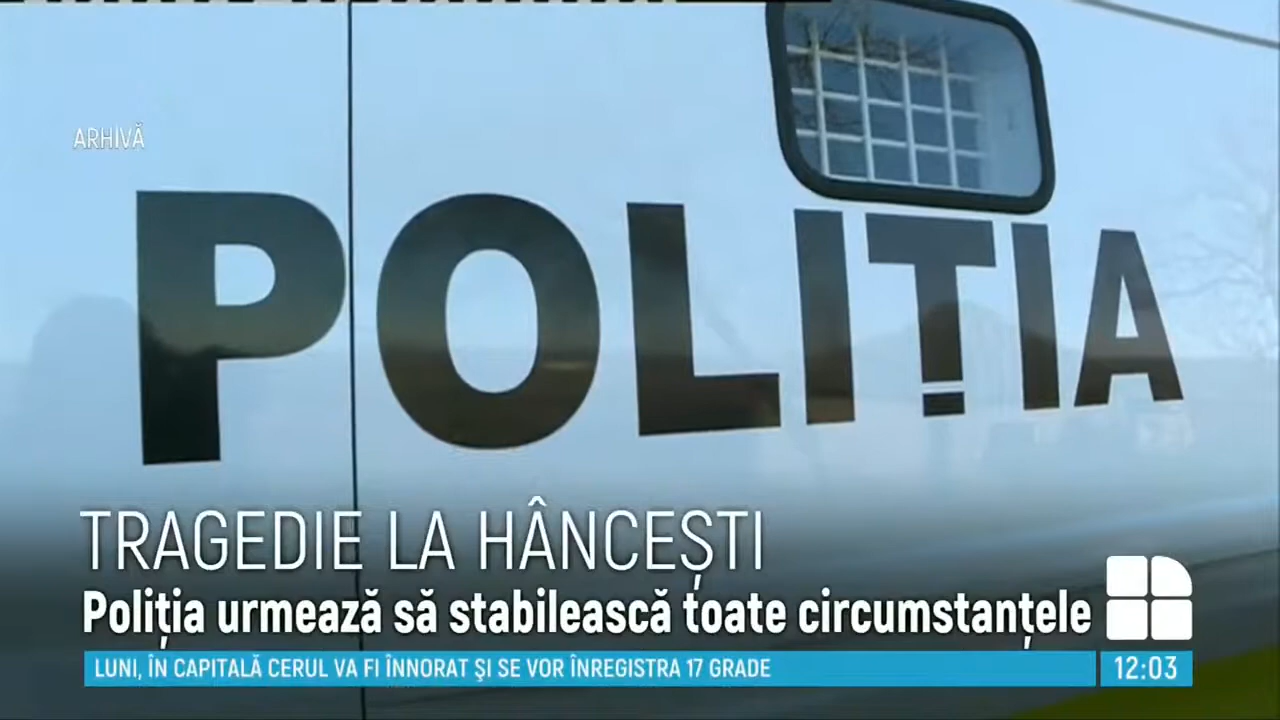 ARHIVĂ
POLIȚIA
TRAGEDIE LA HÂNCEȘTI
Poliția urmează să stabilească toate circumstanțele
LUNI, ÎN CAPITALĂ CERUL VA FI ÎNNORAT ŞI SE VOR ÎNREGISTRA 17 GRADE
12:03